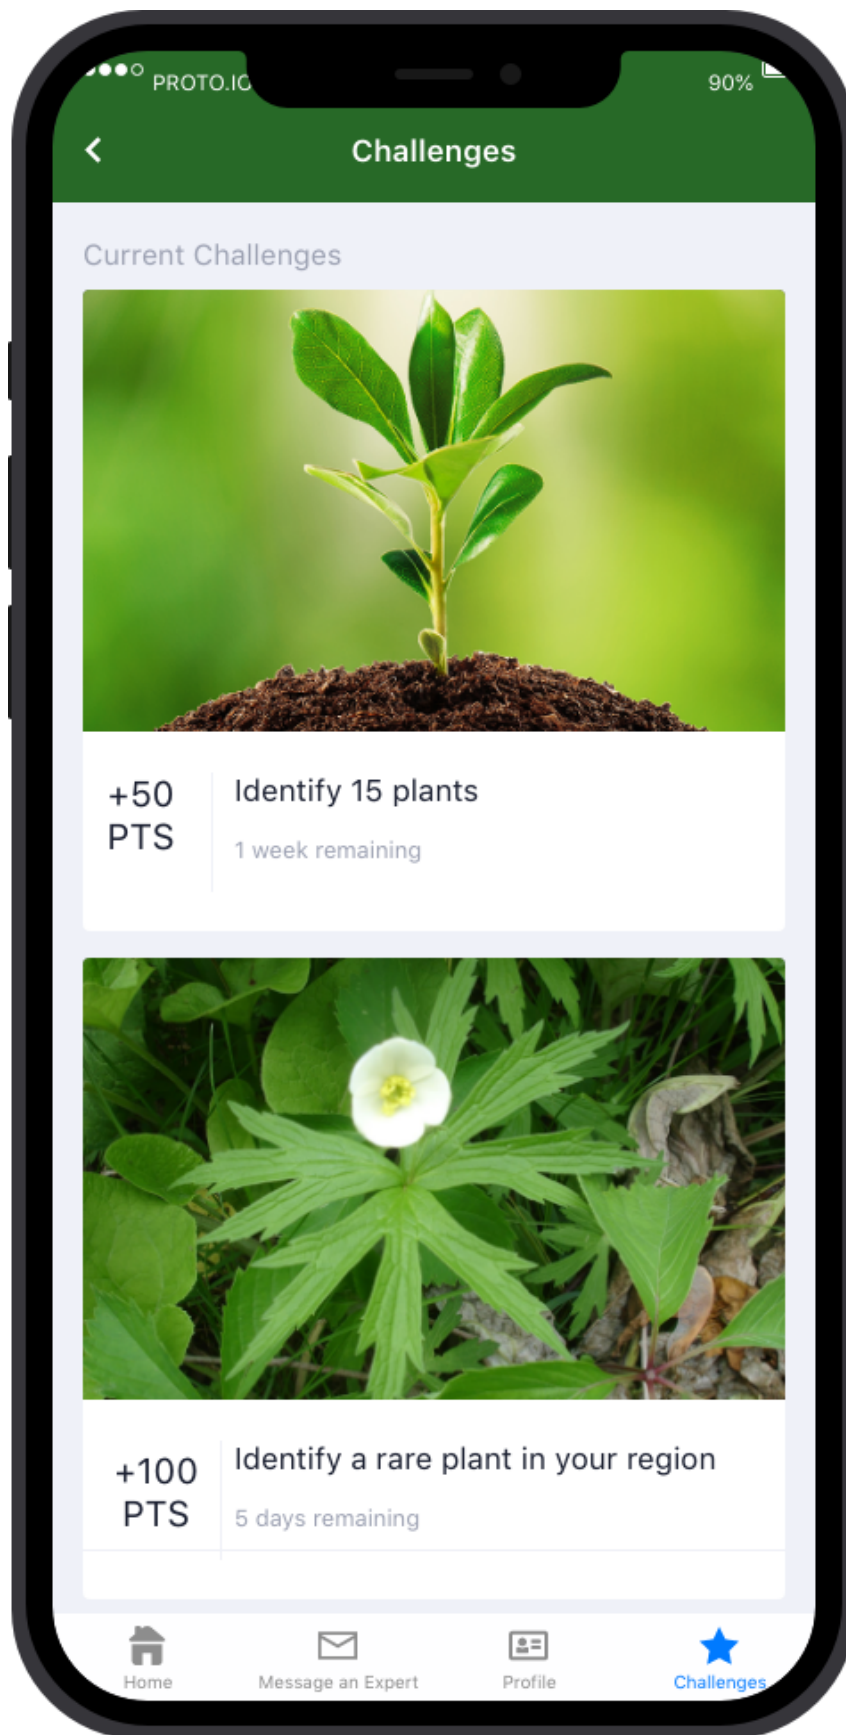 PROTO.IO
90%
Challenges
Current Challenges
+50
PTS
Identify 15 plants
1 week remaining
+100
PTS
Identify a rare plant in your region
5 days remaining
Home
Message an Expert
Profile
Challenges